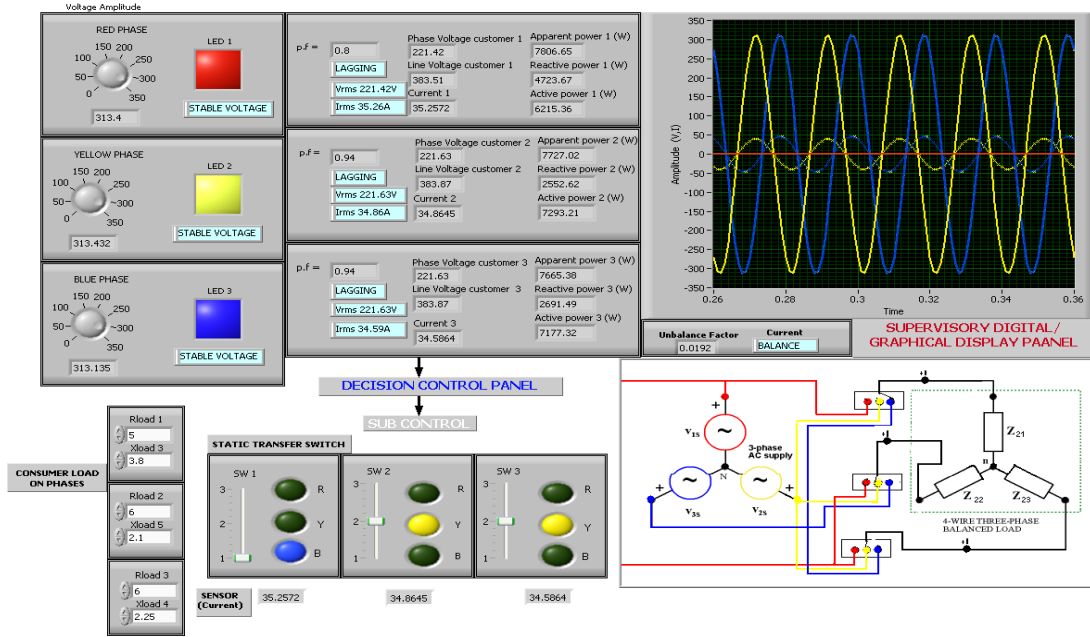 Voltage Amplitude
RED PHASE
150 200
100
50
0
~300
350
313.4
LED 1
STABLE VOLTAGE
p.f =
0.8
LAGGING
Vrms 221.42V
Irms 35.26A
Phase Voltage customer 1
221.42
Line Voltage customer 1
383.51
Current 1
35.2572
Apparent power 1 (W)
7806.65
Reactive power 1 (W)
4723.67
Active power 1 (W)
6215.36
YELLOW PHASE
150 200
100
50
0
~300
350
313.432
LED 2
STABLE VOLTAGE
p.f =
0.94
LAGGING
Vrms 221.63V
Irms 34.86A
Phase Voltage customer 2
221.63
Line Voltage customer 2
383.87
Current 2
34.8645
Apparent power 2 (W)
7727.02
Reactive power 2 (W)
2552.62
Active power 2 (W)
7293.21
BLUE PHASE
150 200
100
50
0
~300
350
313.135
LED 3
STABLE VOLTAGE
p.f =
0.94
LAGGING
Vrms 221.63V
Irms 34.59A
Phase Voltage customer 3
221.63
Line Voltage customer 3
383.87
Current 3
34.5864
Apparent power 3 (W)
7665.38
Reactive power 3 (W)
2691.49
Active power 3 (W)
7177.32
Amplitude (V,I)
350
300
250
200
150
100
50
0
-50
-100
-150
-200
-250
-300
-350
0.26 0.28 0.3 0.32 0.34 0.36
Time
Unbalance Factor
0.0192
Current
BALANCE
SUPERVISORY DIGITAL/
GRAPHICAL DISPLAY PAANEL
DECISION CONTROL PANEL
SUB CONTROL
CONSUMER LOAD
ON PHASES
Rload 1
5
Xload 3
3.8
Rload 2
6
Xload 5
2.1
Rload 3
6
Xload 4
2.25
STATIC TRANSFER SWITCH
SW 1
3
2
1
R
Y
B
SW 2
3
2
1
R
Y
B
SW 3
3
2
1
R
Y
B
SENSOR
(Current)
35.2572
34.8645
34.5864
+
~
V1s
3-phase
AC supply
N
+
~
V3s
~
+
V2s
+I
Z21
+I
n
Z22
Z23
4-WIRE THREE-PHASE
BALANCED LOAD
+I